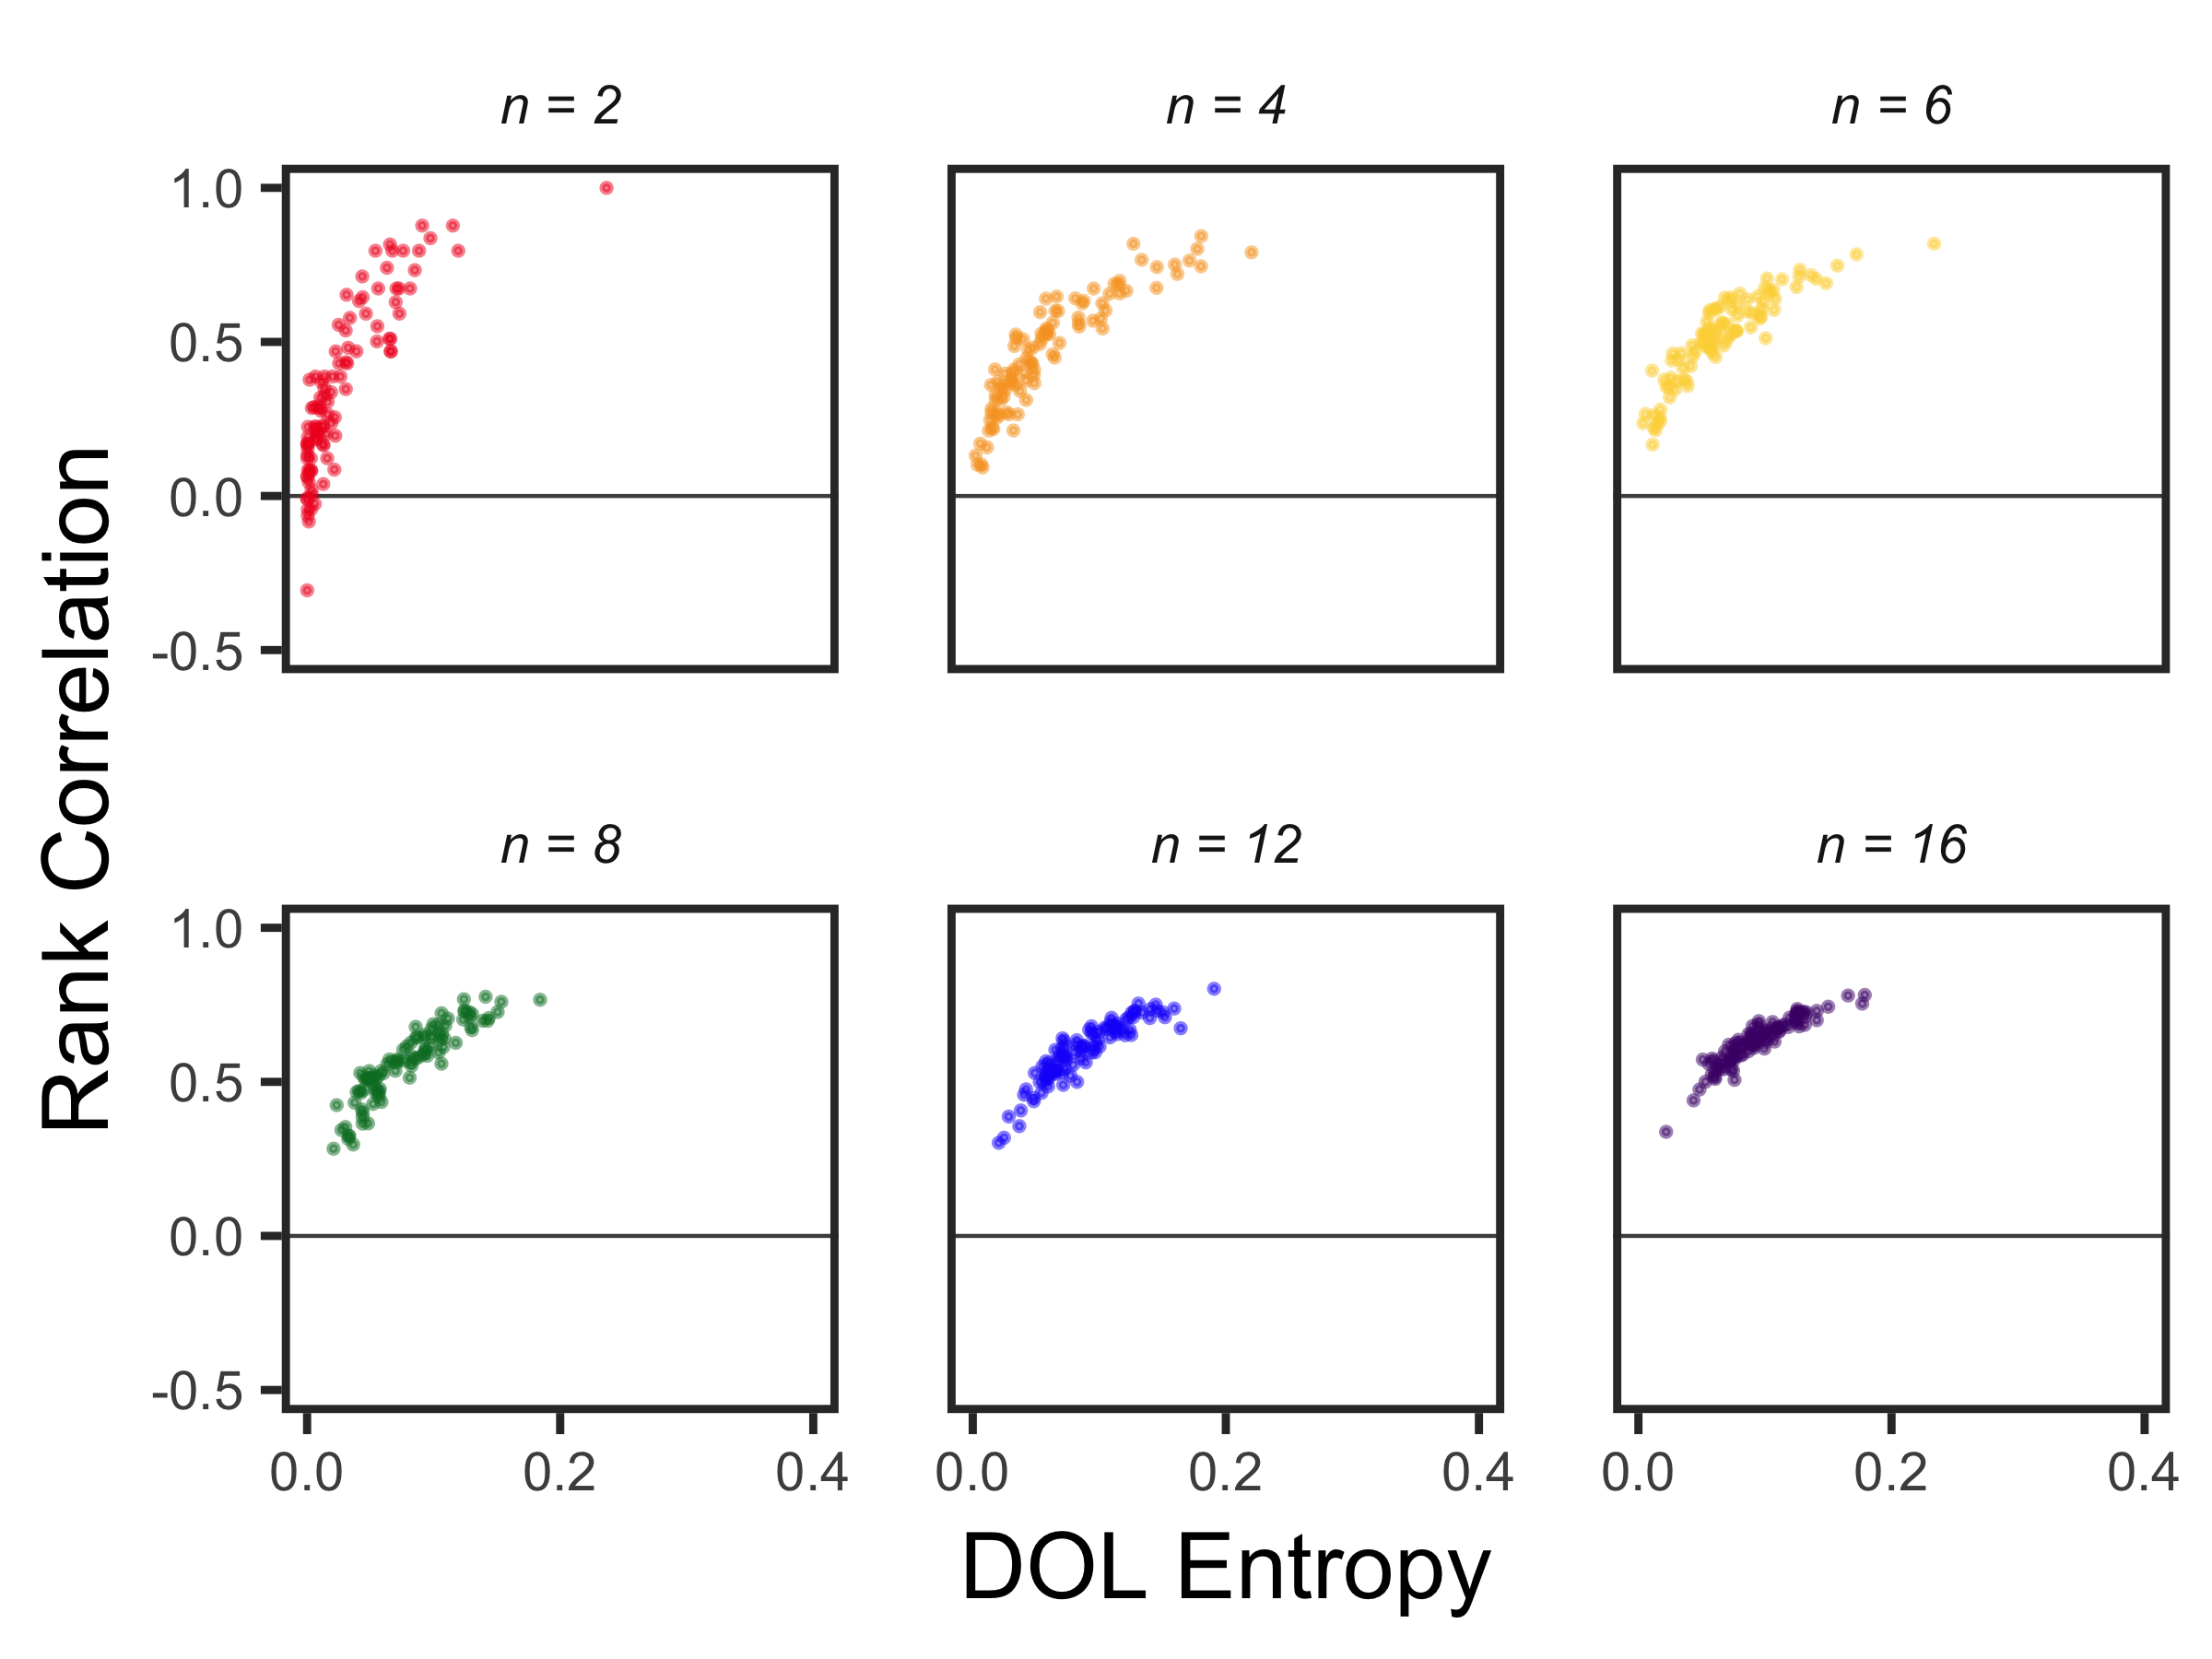 n = 2
n = 4
n = 6
1.0
0.5
0.0
-0.5
Rank Correlation
n = 8
n = 12
n = 16
1.0
0.5
0.0
-0.5
0.0 0.2 0.4 0.0 0.2 0.4 0.0 0.2 0.4
DOL Entropy